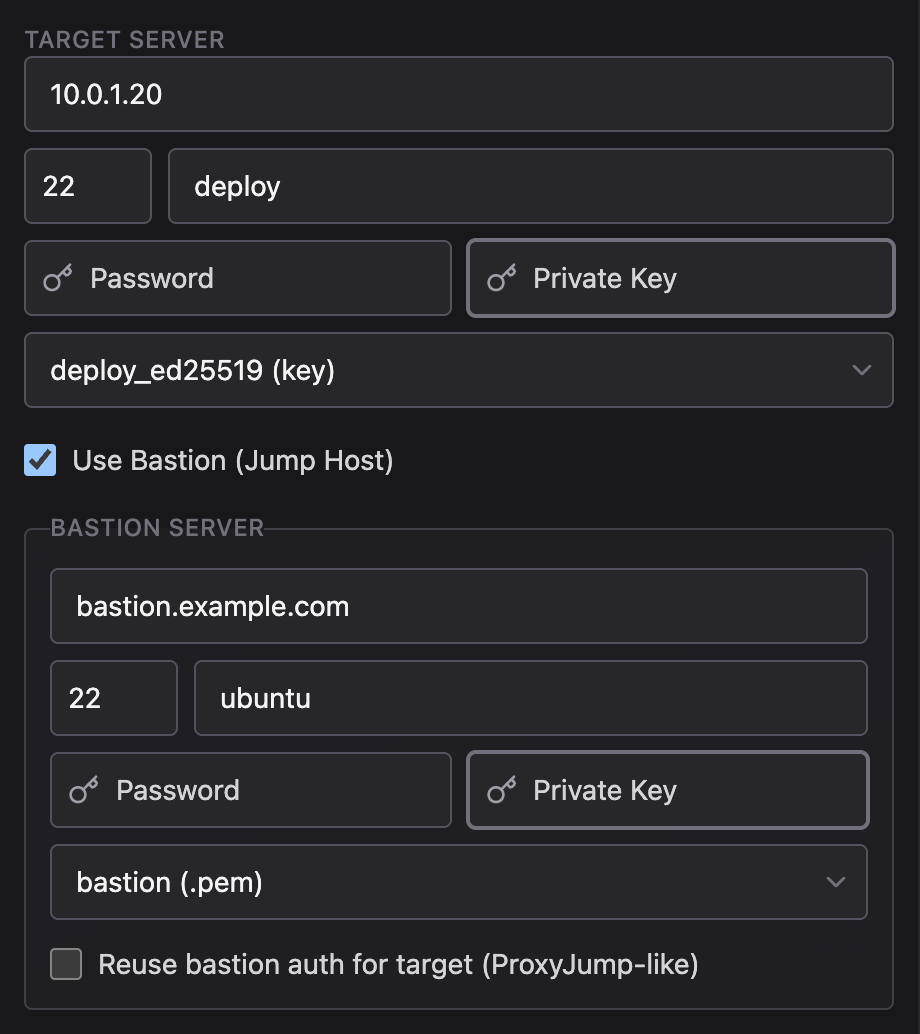 TARGET SERVER
10.0.1.20
22 deploy
Password Private Key
deploy_ed25519 (key)
Use Bastion (Jump Host)
BASTION SERVER
bastion.example.com
22 ubuntu
Password Private Key
bastion (.pem)
Reuse bastion auth for target (ProxyJump-like)